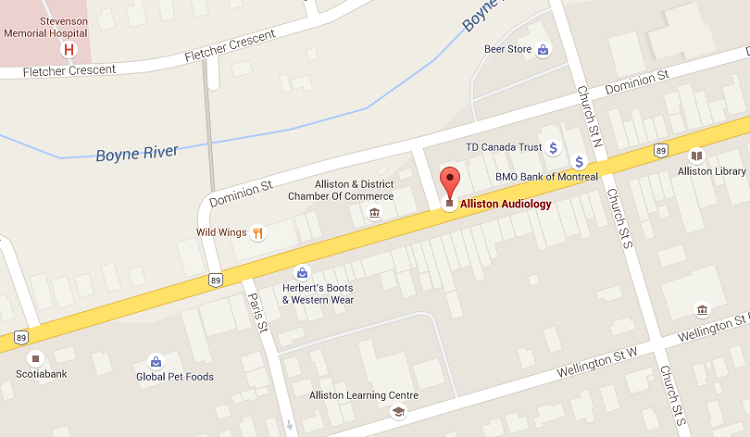 Stevenson
Memorial Hospital
H
Fletcher Crescent
Fletcher Crescent
Boyne
Beer Store
Dominion St
D
Church St N
Boyne River
TD Canada Trust
$
89
BMO Bank of Montreal
$
Alliston Library
Dominion St
Alliston & District
Chamber Of Commerce
Alliston Audiology
Wild Wings
Church St S
89
Herbert's Boots
& Western Wear
Paris St
89
Scotiabank
Global Pet Foods
Wellington St E
Wellington St W
Alliston Learning Centre
Church St S